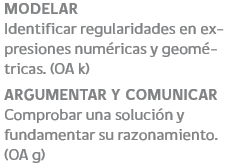 MODELAR
Identificar regularidades en ex-
presiones numéricas y geomé-
tricas. (OA k)
ARGUMENTAR Y COMUNICAR
Comprobar una solución y
fundamentar su razonamiento.
(OA g)